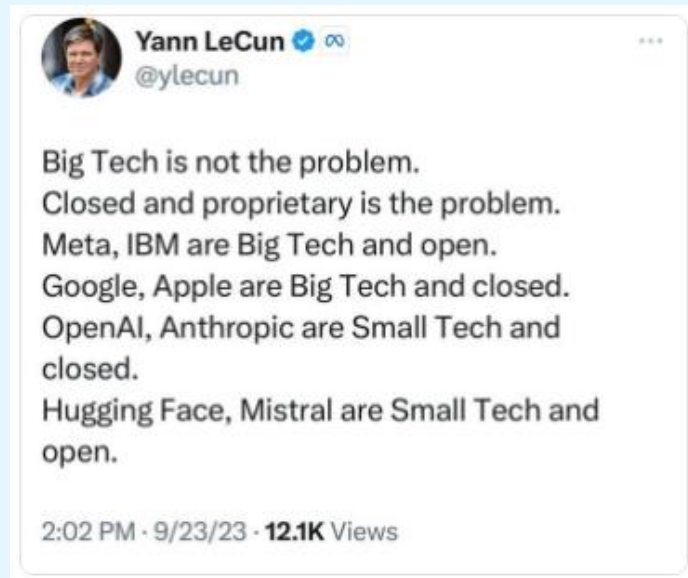 Yann LeCun
@ylecun
Big Tech is not the problem.
Closed and proprietary is the problem.
Meta, IBM are Big Tech and open.
Google, Apple are Big Tech and closed.
OpenAI, Anthropic are Small Tech and
closed.
Hugging Face, Mistral are Small Tech and
open.
2:02 PM · 9/23/23 · 12.1K Views